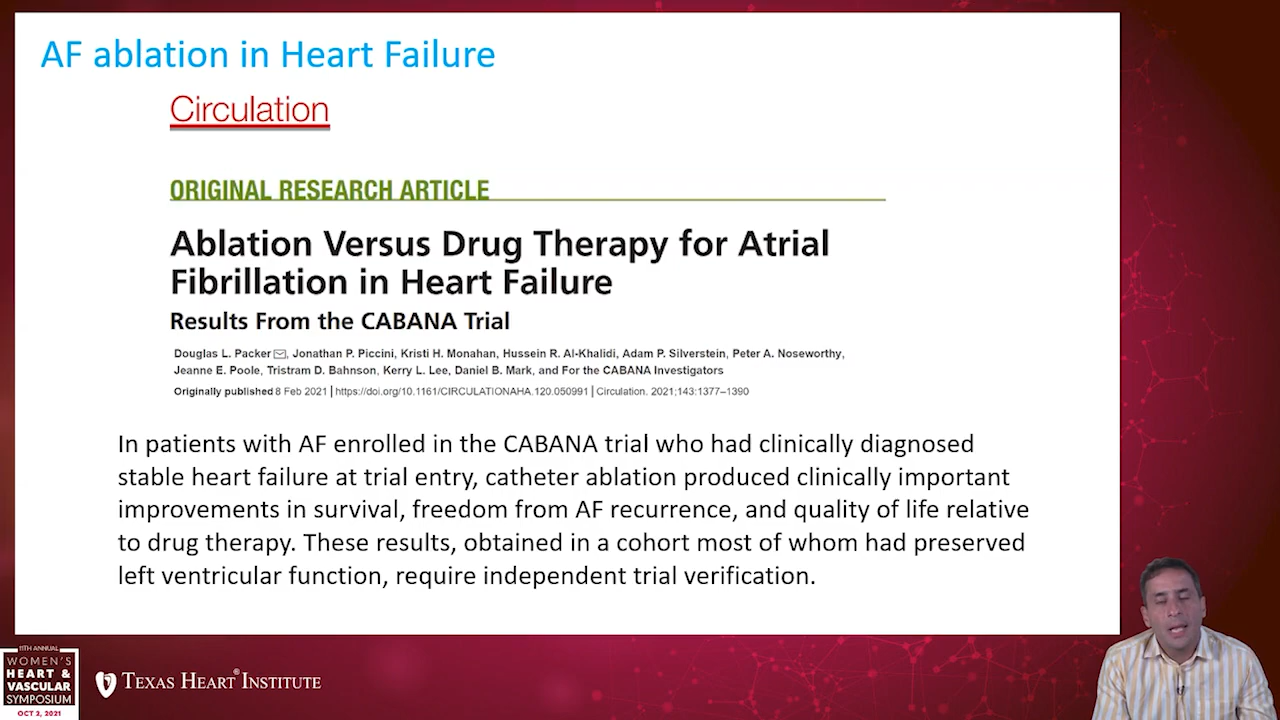 AF ablation in Heart Failure
Circulation
ORIGINAL RESEARCH ARTICLE
Ablation Versus Drug Therapy for Atrial
Fibrillation in Heart Failure
Results From the CABANA Trial
Douglas L. Packer, Jonathan P. Piccini, Kristi H. Monahan, Hussein R. Al-Khalidi, Adam P. Silverstein, Peter A. Noseworthy,
Jeanne E. Poole, Tristram D. Bahnson, Kerry L. Lee, Daniel B. Mark, and For the CABANA Investigators
Originally published 8 Feb 2021 | https://doi.org/10.1161/CIRCULATIONAHA.120.050991 | Circulation. 2021;143:1377–1390
In patients with AF enrolled in the CABANA trial who had clinically diagnosed
stable heart failure at trial entry, catheter ablation produced clinically important
improvements in survival, freedom from AF recurrence, and quality of life relative
to drug therapy. These results, obtained in a cohort most of whom had preserved
left ventricular function, require independent trial verification.
11TH ANNUAL
WOMEN'S
HEART &
VASCULAR
SYMPOSIUM
OCT 2, 2021
TEXAS HEART® INSTITUTE